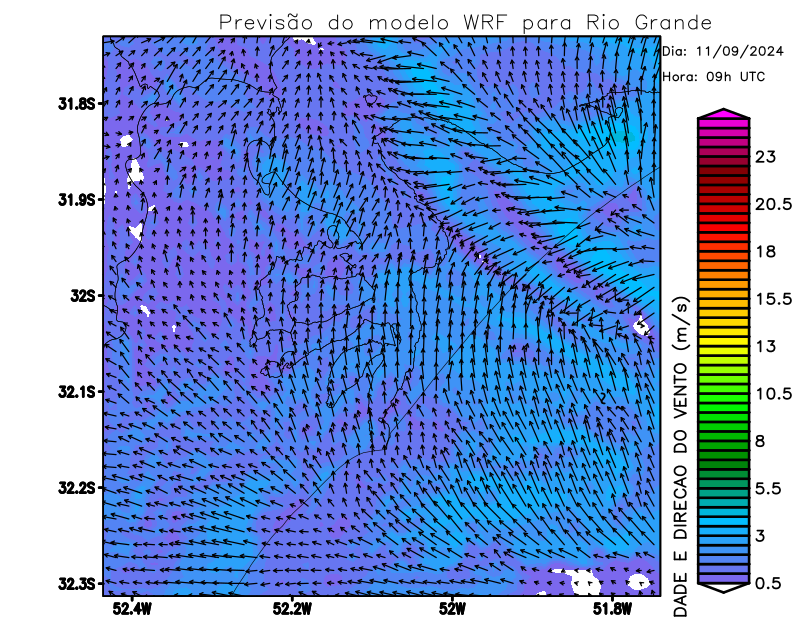 Previsão do modelo WRF para Rio Grande
Dia: 11/09/2024
Hora: 09h UTC
31.8S
31.9S
32S
32.1S
32.2S
32.3S
52.4W
52.2W
52W
51.8W
23
20.5
18
15.5
13
10.5
8
5.5
3
0.5
DADE E DIRECAO DO VENTO (m/s)
2